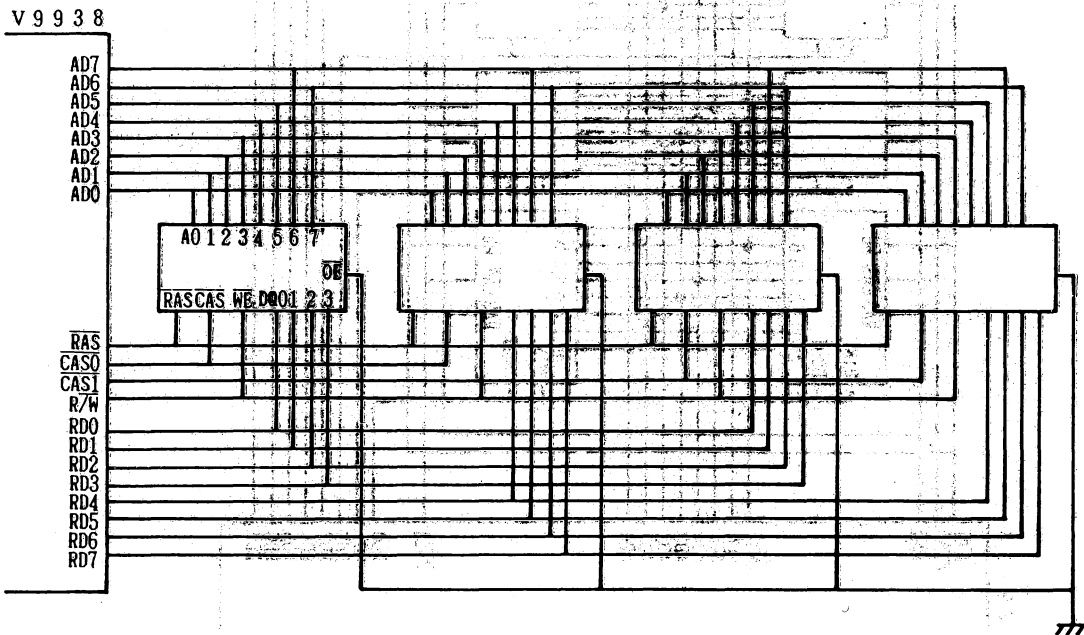 V9938
AD7
AD6
AD5
AD4
AD3
AD2
AD1
AD0
A0 1 2 3 4 5 6 7
OE
RAS CAS WE DQ0 1 2 3
RAS
CAS0
CAS1
R/W
RD0
RD1
RD2
RD3
RD4
RD5
RD6
RD7